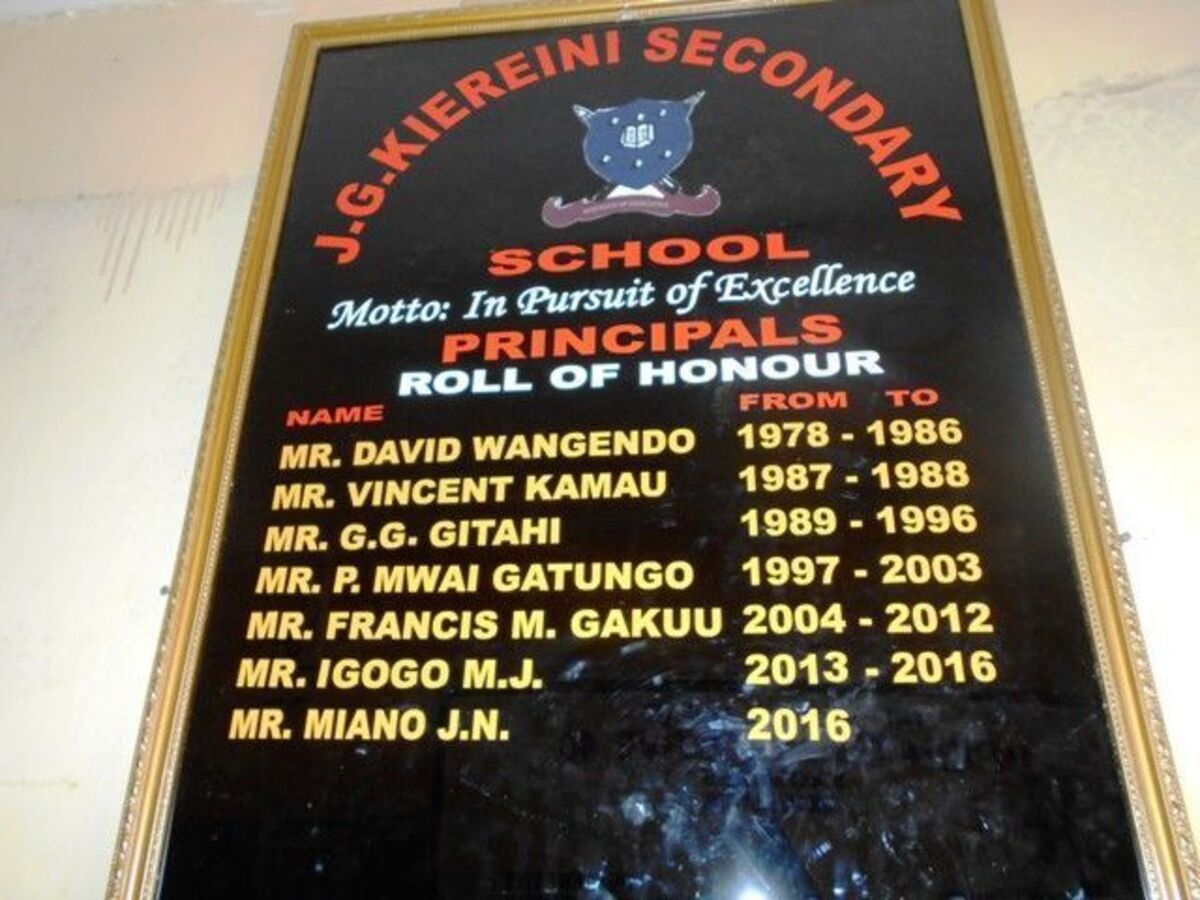 J.G.KIEREINI SECONDARY
SCHOOL
Motto: In Pursuit of Excellence
PRINCIPALS
ROLL OF HONOUR
NAME FROM TO
MR. DAVID WANGENDO 1978 - 1986
MR. VINCENT KAMAU 1987 - 1988
MR. G.G. GITAHI 1989 - 1996
MR. P. MWAI GATUNGO 1997 - 2003
MR. FRANCIS M. GAKUU 2004 - 2012
MR. IGOGO M.J. 2013 - 2016
MR. MIANO J.N. 2016